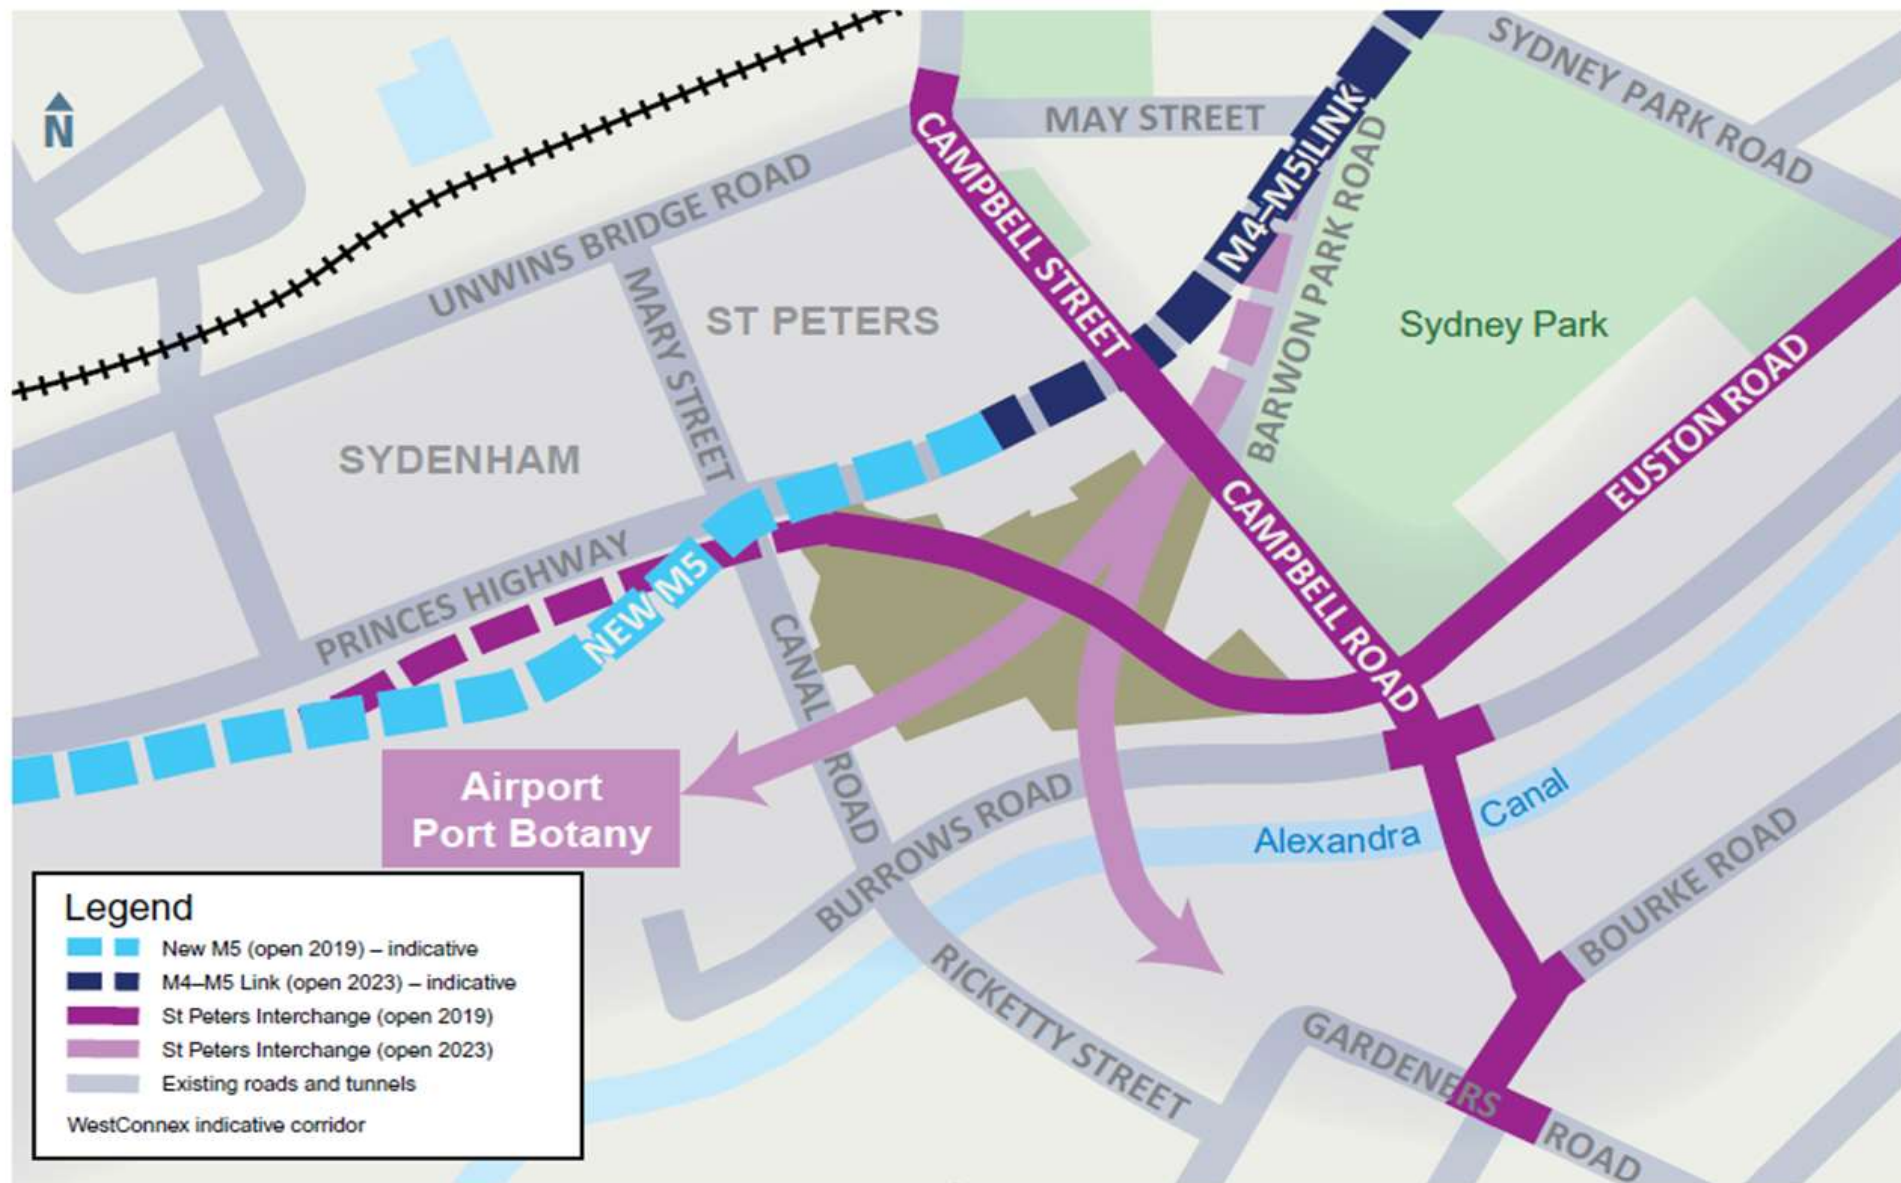 N
SYDNEY PARK ROAD
MAY STREET
M4–M5 LINK
CAMPBELL STREET
BARWON PARK ROAD
UNWINS BRIDGE ROAD
MARY STREET
ST PETERS
Sydney Park
SYDENHAM
EUSTON ROAD
CAMPBELL ROAD
PRINCES HIGHWAY
NEW M5
CANAL ROAD
Airport
Port Botany
BURROWS ROAD
Alexandra Canal
BOURKE ROAD
RICKETTY STREET
GARDENERS ROAD
Legend
New M5 (open 2019) – indicative
M4–M5 Link (open 2023) – indicative
St Peters Interchange (open 2019)
St Peters Interchange (open 2023)
Existing roads and tunnels
WestConnex indicative corridor